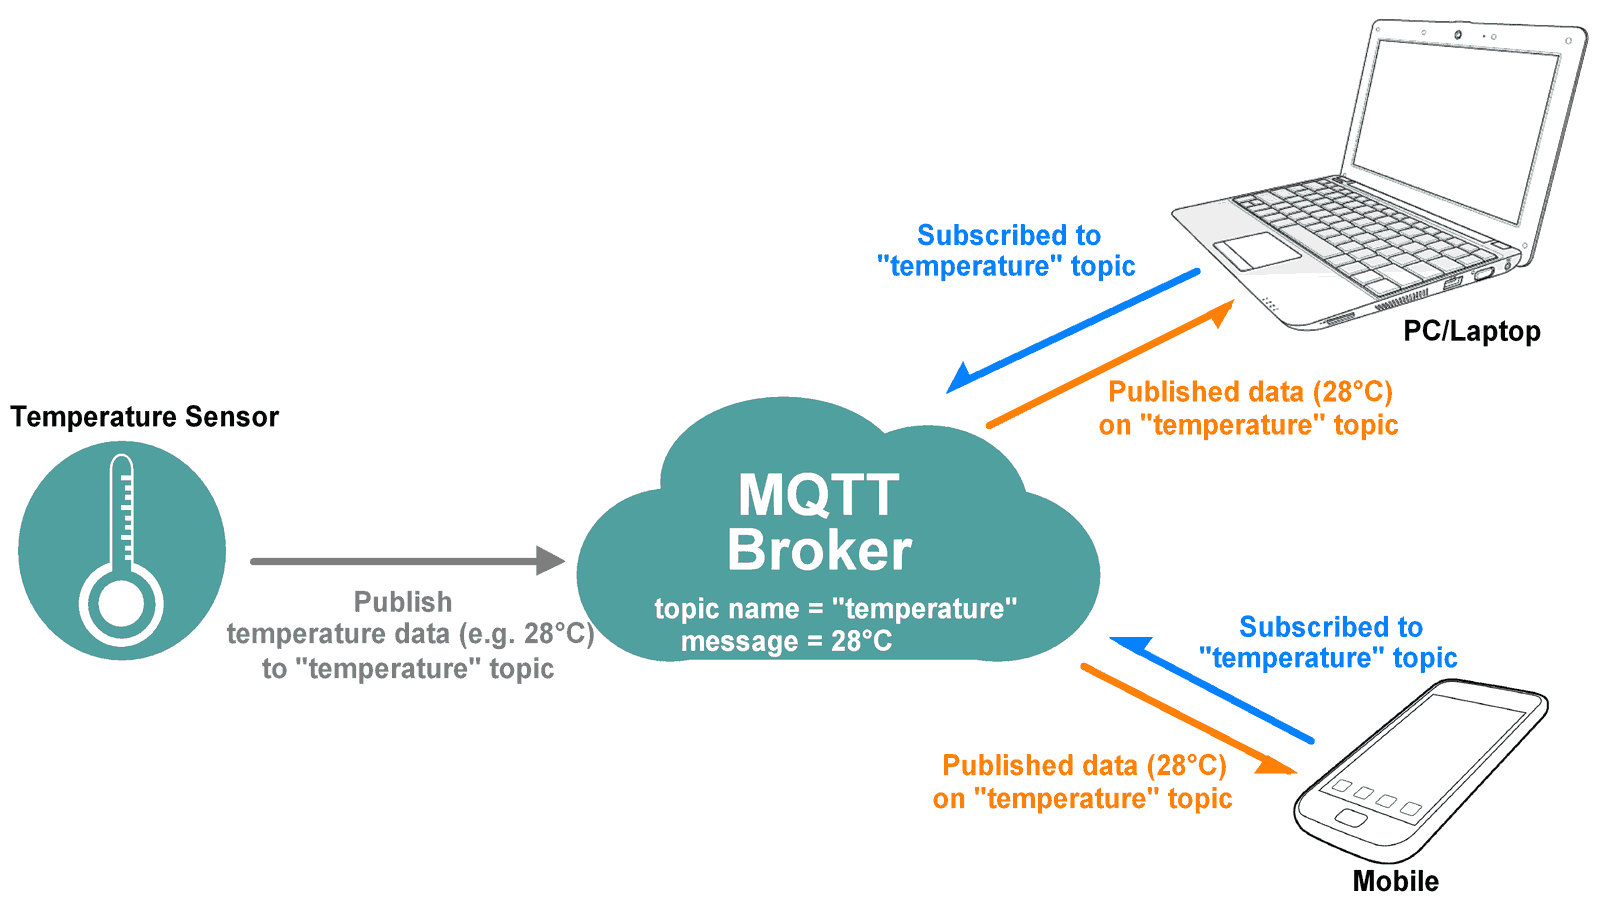 Subscribed to
"temperature" topic
PC/Laptop
Published data (28°C)
on "temperature" topic
Temperature Sensor
MQTT
Broker
topic name = "temperature"
message = 28°C
Publish
temperature data (e.g. 28°C)
to "temperature" topic
Subscribed to
"temperature" topic
Published data (28°C)
on "temperature" topic
Mobile